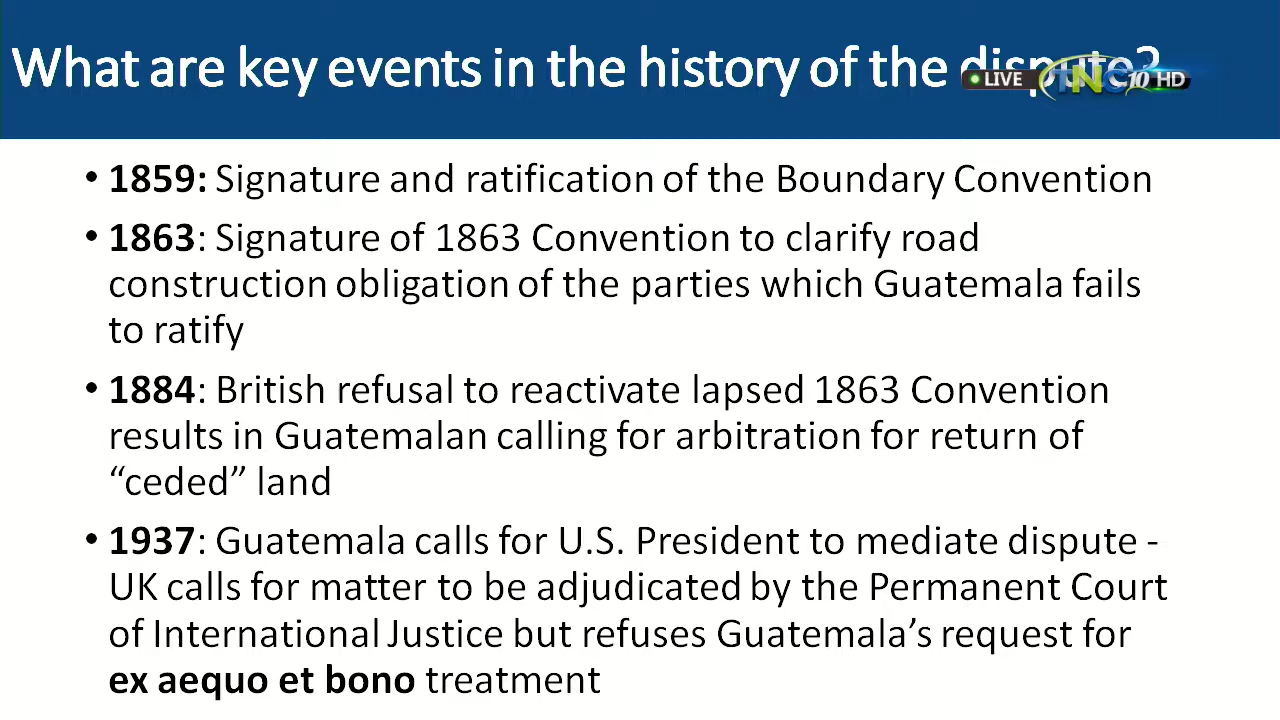 What are key events in the history of the dispute?
LIVE
TNC10 HD
• 1859: Signature and ratification of the Boundary Convention
• 1863: Signature of 1863 Convention to clarify road
construction obligation of the parties which Guatemala fails
to ratify
• 1884: British refusal to reactivate lapsed 1863 Convention
results in Guatemalan calling for arbitration for return of
“ceded” land
• 1937: Guatemala calls for U.S. President to mediate dispute -
UK calls for matter to be adjudicated by the Permanent Court
of International Justice but refuses Guatemala’s request for
ex aequo et bono treatment